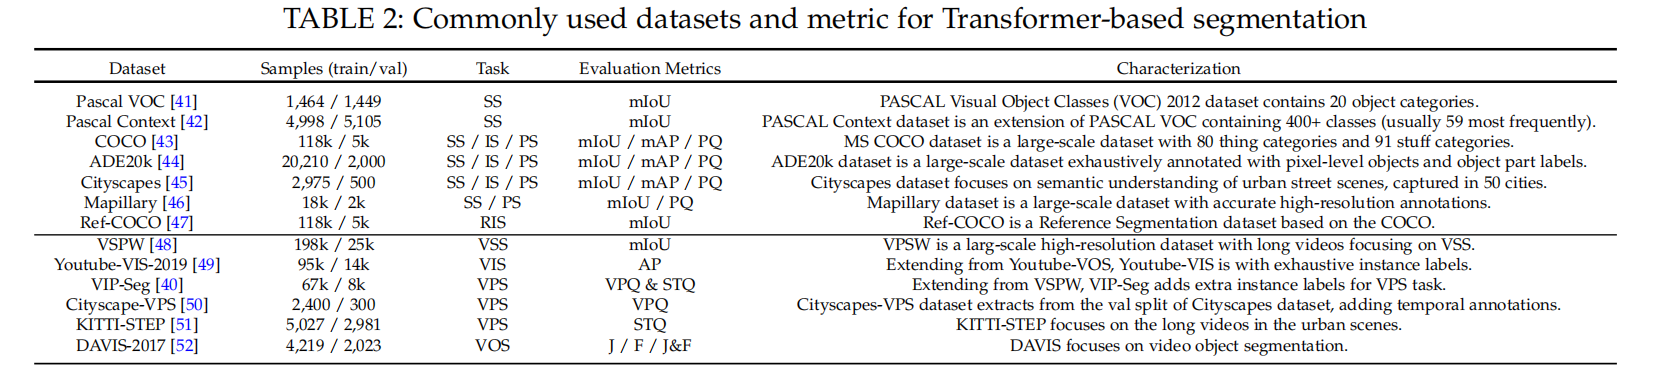 TABLE 2: Commonly used datasets and metric for Transformer-based segmentation
Dataset Samples (train/val) Task Evaluation Metrics Characterization
Pascal VOC [41] 1,464 / 1,449 SS mIoU PASCAL Visual Object Classes (VOC) 2012 dataset contains 20 object categories.
Pascal Context [42] 4,998 / 5,105 SS mIoU PASCAL Context dataset is an extension of PASCAL VOC containing 400+ classes (usually 59 most frequently).
COCO [43] 118k / 5k SS / IS / PS mIoU / mAP / PQ MS COCO dataset is a large-scale dataset with 80 thing categories and 91 stuff categories.
ADE20k [44] 20,210 / 2,000 SS / IS / PS mIoU / mAP / PQ ADE20k dataset is a large-scale dataset exhaustively annotated with pixel-level objects and object part labels.
Cityscapes [45] 2,975 / 500 SS / IS / PS mIoU / mAP / PQ Cityscapes dataset focuses on semantic understanding of urban street scenes, captured in 50 cities.
Mapillary [46] 18k / 2k SS / PS mIoU / PQ Mapillary dataset is a large-scale dataset with accurate high-resolution annotations.
Ref-COCO [47] 118k / 5k RIS mIoU Ref-COCO is a Reference Segmentation dataset based on the COCO.
VSPW [48] 198k / 25k VSS mIoU VPSW is a larg-scale high-resolution dataset with long videos focusing on VSS.
Youtube-VIS-2019 [49] 95k / 14k VIS AP Extending from Youtube-VOS, Youtube-VIS is with exhaustive instance labels.
VIP-Seg [40] 67k / 8k VPS VPQ & STQ Extending from VSPW, VIP-Seg adds extra instance labels for VPS task.
Cityscape-VPS [50] 2,400 / 300 VPS VPQ Cityscapes-VPS dataset extracts from the val split of Cityscapes dataset, adding temporal annotations.
KITTI-STEP [51] 5,027 / 2,981 VPS STQ KITTI-STEP focuses on the long videos in the urban scenes.
DAVIS-2017 [52] 4,219 / 2,023 VOS J / F / J&F DAVIS focuses on video object segmentation.